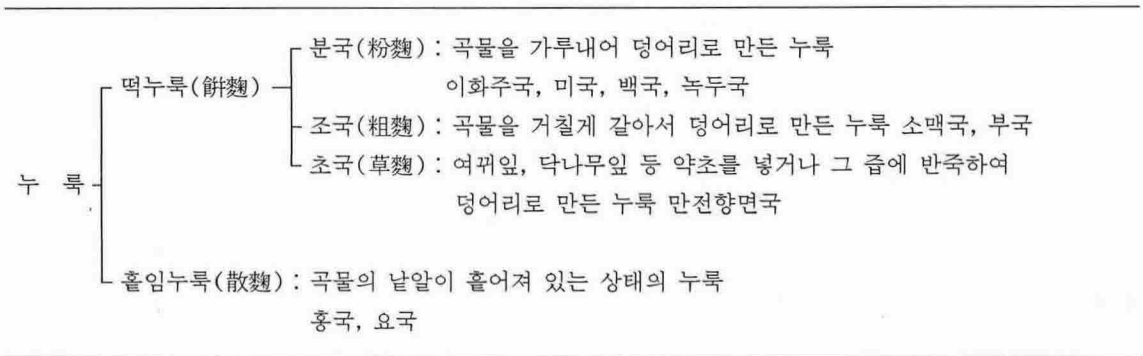 분국(粉麴) : 곡물을 가루내어 덩어리로 만든 누룩
떡누룩(餠麴)
이화주국, 미국, 백국, 녹두국
조국(粗麴) : 곡물을 거칠게 갈아서 덩어리로 만든 누룩 소맥국, 부국
초국(草麴) : 여뀌잎, 닥나무잎 등 약초를 넣거나 그 즙에 반죽하여
누 룩
덩어리로 만든 누룩 만전향면국
홑임누룩(散麴) : 곡물의 낱알이 흩어져 있는 상태의 누룩
홍국, 요국